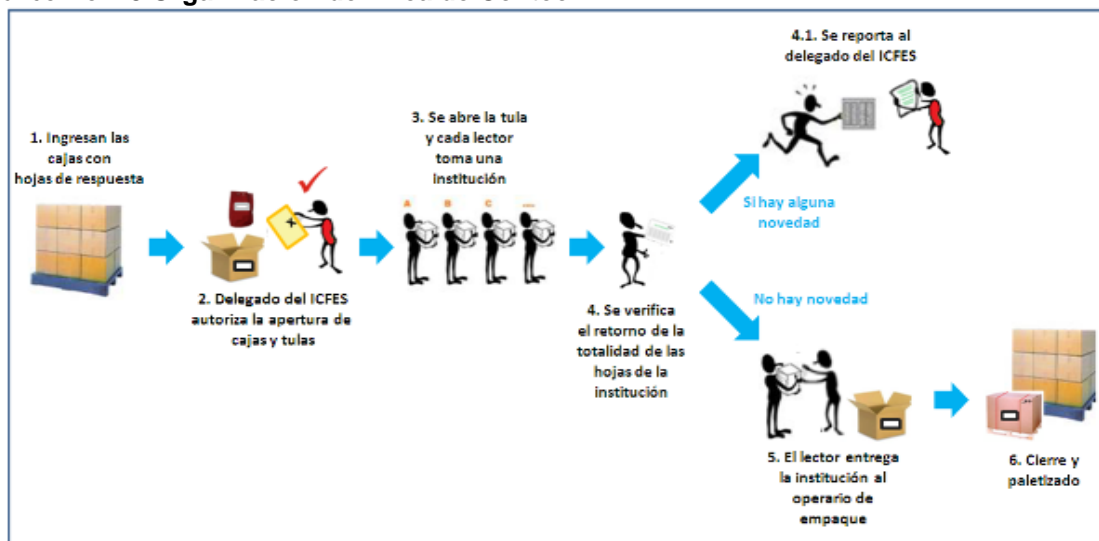 1. Ingresan las
cajas con
hojas de respuesta
2. Delegado del ICFES
autoriza la apertura de
cajas y tulas
3. Se abre la tula
y cada lector
toma una
institución
A B C ....
4. Se verifica
el retorno de la
totalidad de las
hojas de la
institución
Si hay alguna
novedad
4.1. Se reporta al
delegado del ICFES
No hay novedad
5. El lector entrega
la institución al
operario de
empaque
6. Cierre y
paletizado